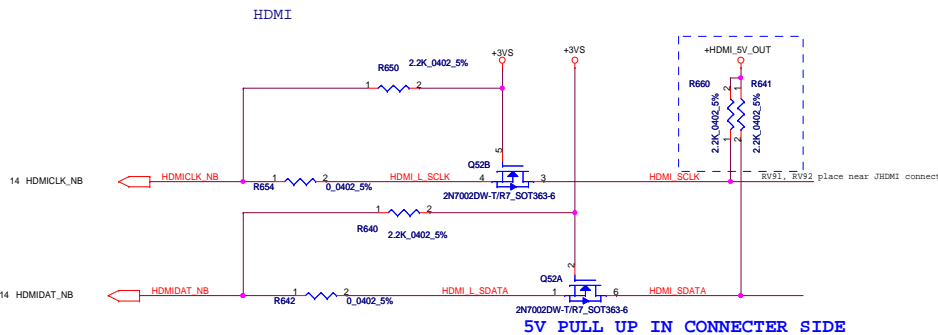 HDMI
+3VS
+3VS
+HDMI_5V_OUT
R650
2.2K_0402_5%
1
2
R660
R641
2
1
2.2K_0402_5%
2.2K_0402_5%
1
2
5
Q52B
14 HDMICLK_NB
HDMICLK_NB
R654
1
2
0_0402_5%
HDMI_L_SCLK
4
3
HDMI_SCLK
RV91, RV92 place near JHDMI connect
2N7002DW-T/R7_SOT363-6
1
2
R640
2.2K_0402_5%
2
Q52A
14 HDMIDAT_NB
HDMIDAT_NB
R642
1
2
0_0402_5%
HDMI_L_SDATA
1
6
HDMI_SDATA
2N7002DW-T/R7_SOT363-6
5V PULL UP IN CONNECTER SIDE